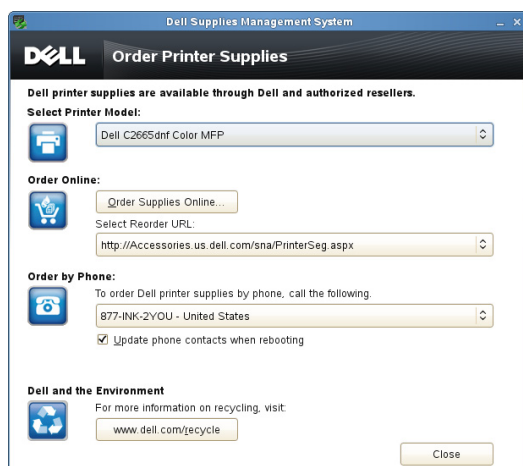 Dell Supplies Management System
DELL
Order Printer Supplies
Dell printer supplies are available through Dell and authorized resellers.
Select Printer Model:
Dell C2665dnf Color MFP
Order Online:
Order Supplies Online...
Select Reorder URL:
http://Accessories.us.dell.com/sna/PrinterSeg.aspx
Order by Phone:
To order Dell printer supplies by phone, call the following.
877-INK-2YOU - United States
Update phone contacts when rebooting
Dell and the Environment
For more information on recycling, visit:
www.dell.com/recycle
Close